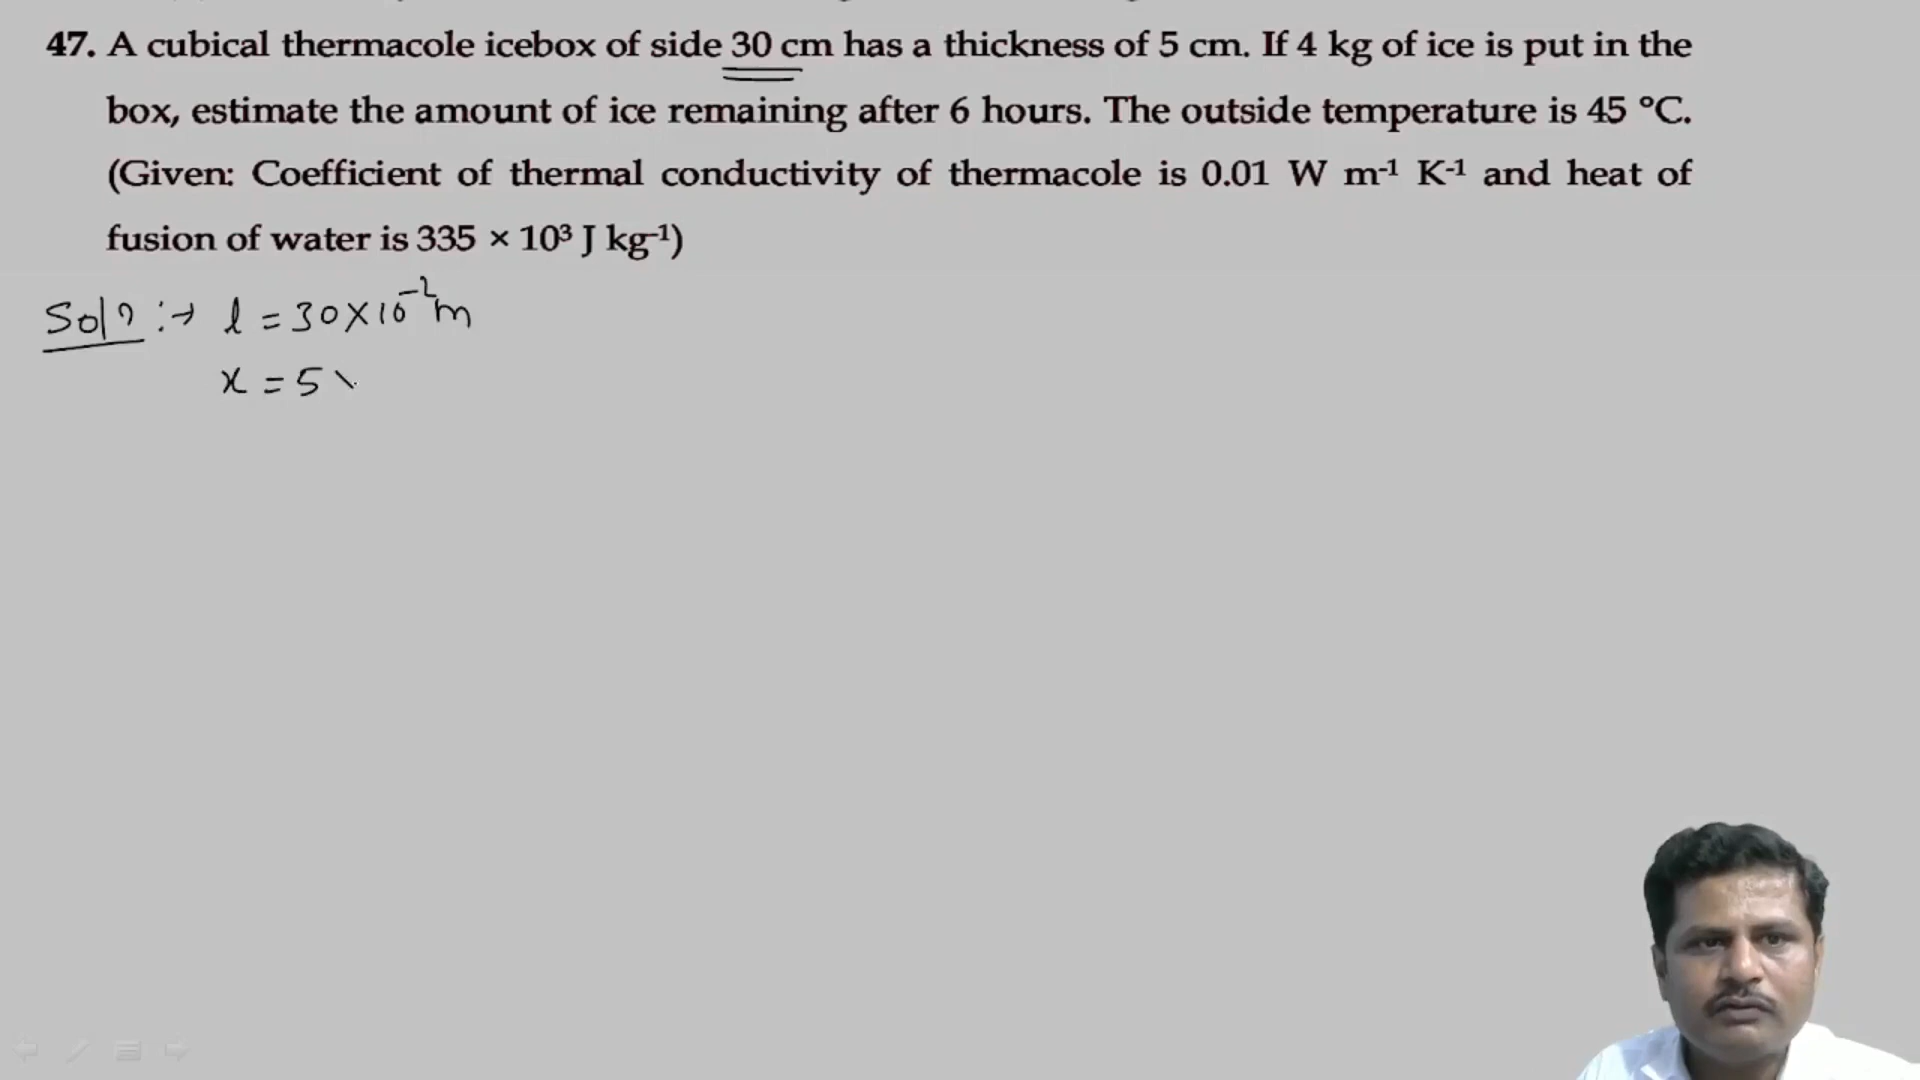 47. A cubical thermacole icebox of side 30 cm has a thickness of 5 cm. If 4 kg of ice is put in the
box, estimate the amount of ice remaining after 6 hours. The outside temperature is 45 °C.
(Given: Coefficient of thermal conductivity of thermacole is 0.01 W m⁻¹ K⁻¹ and heat of
fusion of water is 335 × 10³ J kg⁻¹)
Solⁿ :→ l = 30×10⁻²m
x = 5